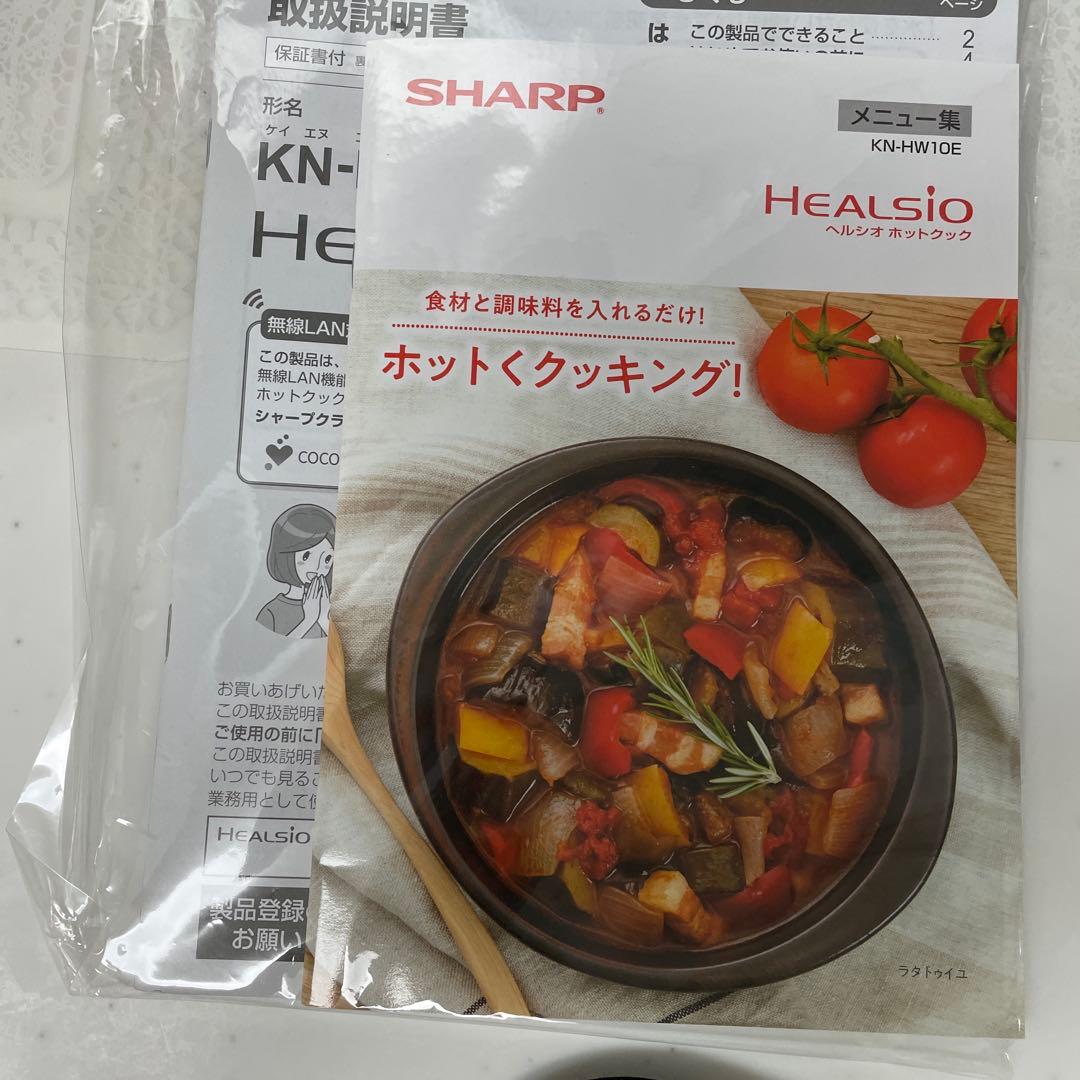 取扱説明書
保証書付
形名
ケイ エヌ
KN-
HE
無線LAN
この製品は、
無線LAN機能
ホットクック
シャープクラ
COCO
お買いあげいた
この取扱説明書
ご使用の前に「
この取扱説明書
いつでも見るこ
業務用として使
HEALSiO
製品登録
お願い
ページ
は
この製品でできること 2
4
SHARP®
メニュー集
KN-HW10E
HEALSiO
ヘルシオ ホットクック
食材と調味料を入れるだけ!
ホットくクッキング!
ラタトゥイユ